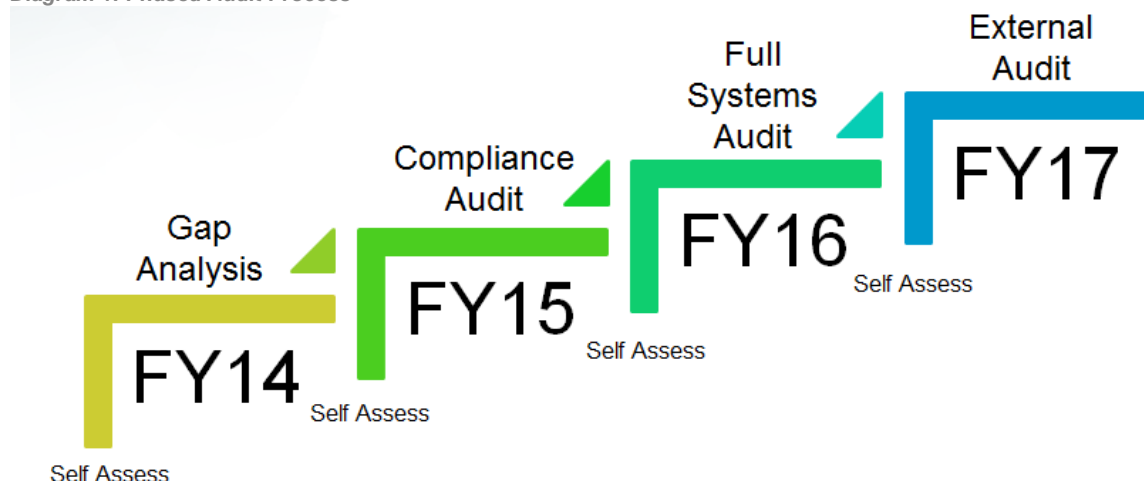 External
Audit
Full
Systems
Audit
FY17
Compliance
Audit
Gap
Analysis
FY16
Self Assess
FY15
Self Assess
FY14
Self Assess
Self Assess